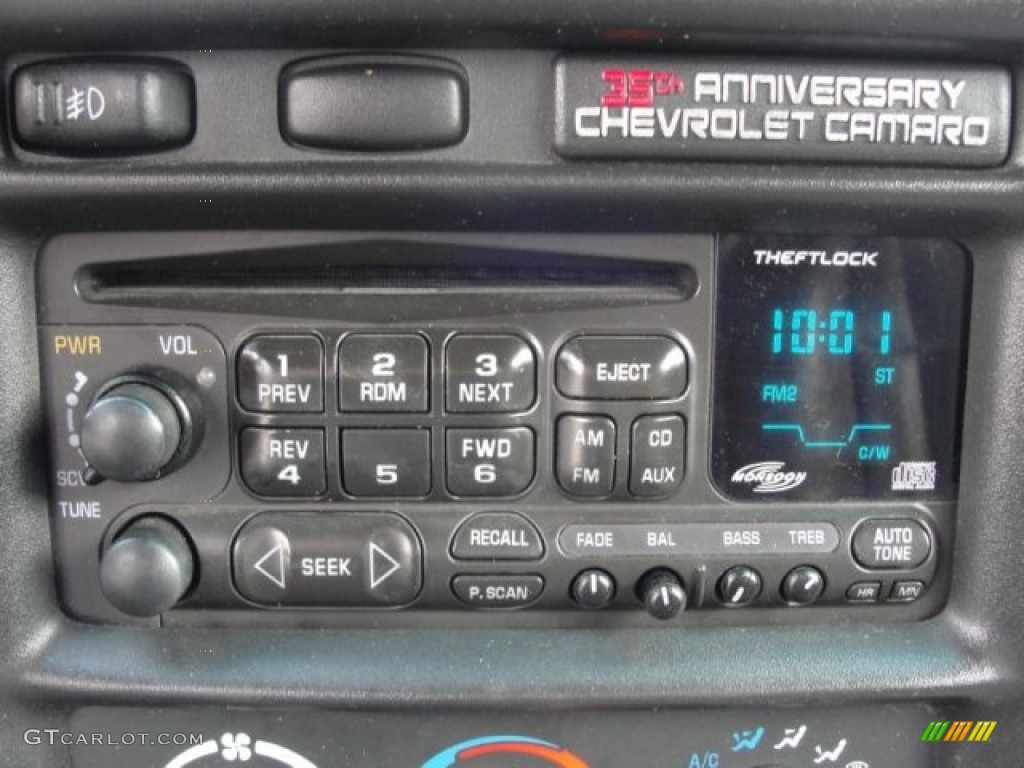 35th ANNIVERSARY
CHEVROLET CAMARO
THEFTLOCK
10:01
ST
FM2
C/W
MONSOON
disc
PWR VOL
SCV
TUNE
1 PREV
2 RDM
3 NEXT
EJECT
REV 4
5
FWD 6
AM FM
CD AUX
SEEK
RECALL
P.SCAN
FADE BAL BASS TREB
AUTO TONE
HR MN
A/C
GTCARLOT.COM